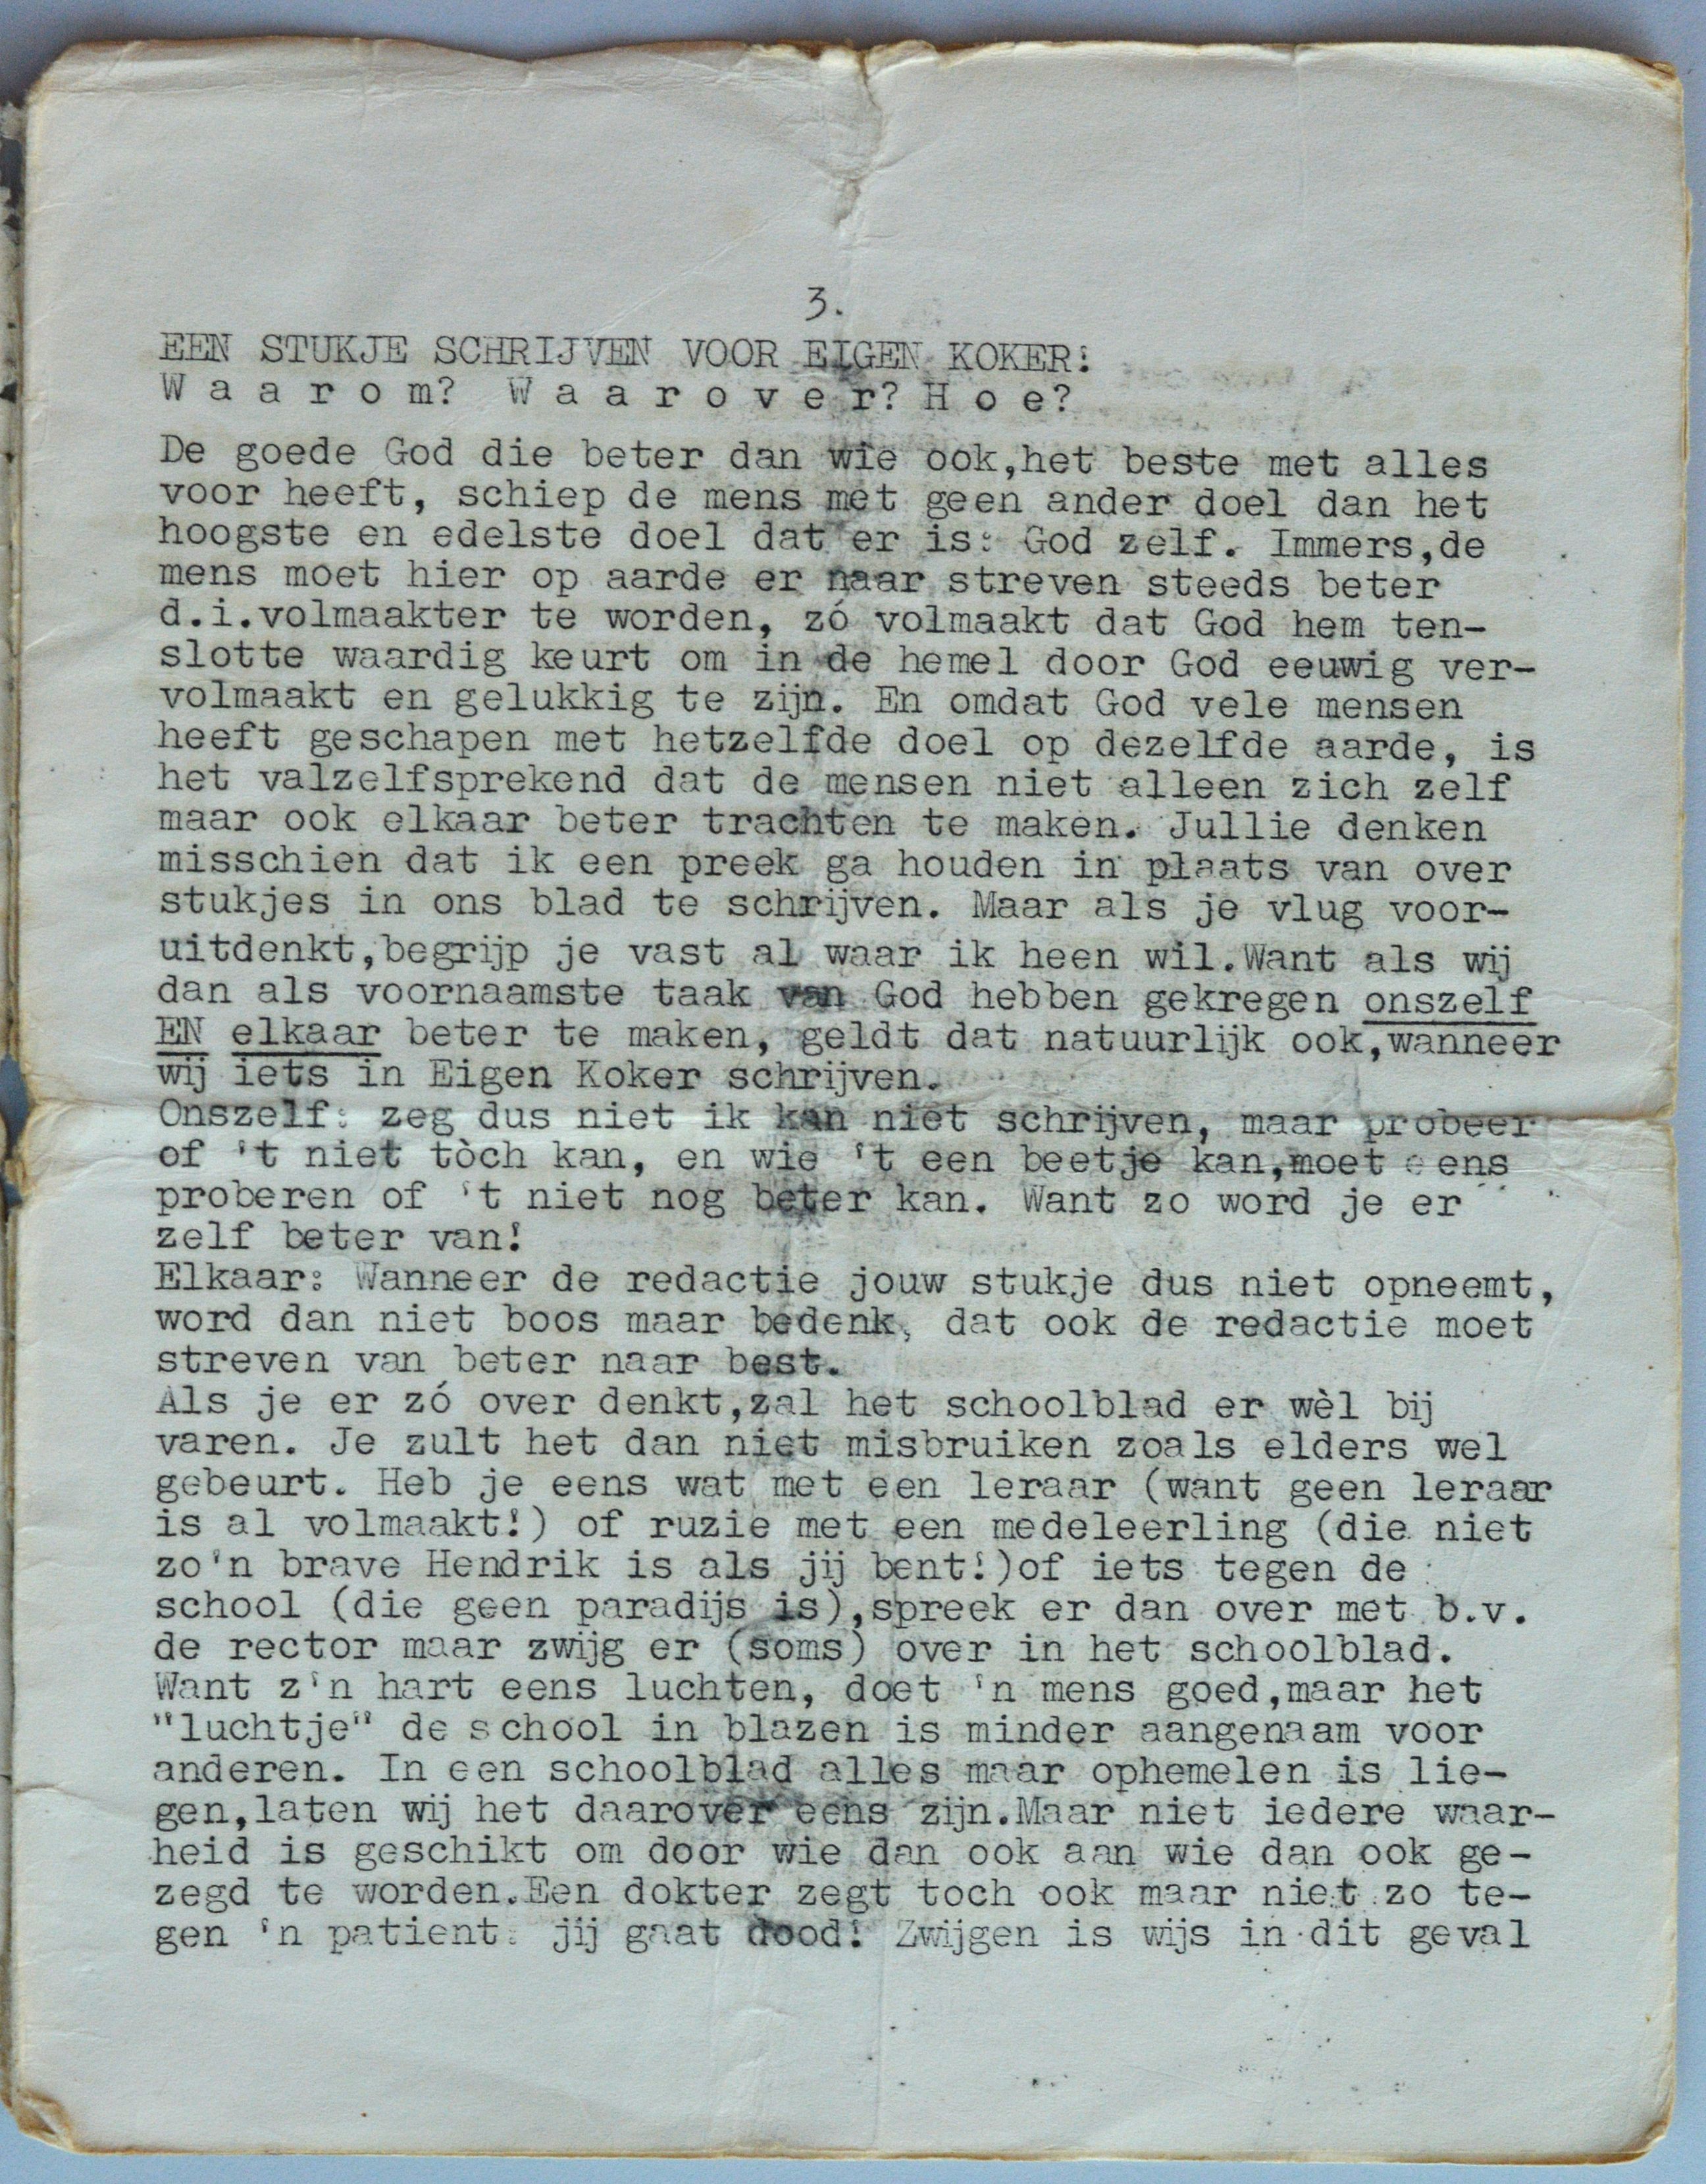 3.
EEN STUKJE SCHRIJVEN VOOR EIGEN KOKER:
W a a r o m? W a a r o v e r? H o e?
De goede God die beter dan wie ook,het beste met alles
voor heeft, schiep de mens met geen ander doel dan het
hoogste en edelste doel dat er is: God zelf. Immers,de
mens moet hier op aarde er naar streven steeds beter
d.i.volmaakter te worden, zó volmaakt dat God hem ten-
slotte waardig keurt om in de hemel door God eeuwig ver-
volmaakt en gelukkig te zijn. En omdat God vele mensen
heeft geschapen met hetzelfde doel op dezelfde aarde, is
het valzelfsprekend dat de mensen niet alleen zich zelf
maar ook elkaar beter trachten te maken. Jullie denken
misschien dat ik een preek ga houden in plaats van over
stukjes in ons blad te schrijven. Maar als je vlug voor-
uitdenkt,begrijp je vast al waar ik heen wil.Want als wij
dan als voornaamste taak van God hebben gekregen onszelf
EN elkaar beter te maken, geldt dat natuurlijk ook,wanneer
wij iets in Eigen Koker schrijven.
Onszelf: zeg dus niet ik kan niet schrijven, maar probeer
of 't niet tòch kan, en wie 't een beetje kan,moet eens
proberen of 't niet nog beter kan. Want zo word je er
zelf beter van!
Elkaar: Wanneer de redactie jouw stukje dus niet opneemt,
word dan niet boos maar bedenk, dat ook de redactie moet
streven van beter naar best.
Als je er zó over denkt,zal het schoolblad er wèl bij
varen. Je zult het dan niet misbruiken zoals elders wel
gebeurt. Heb je eens wat met een leraar (want geen leraar
is al volmaakt!) of ruzie met een medeleerling (die niet
zo'n brave Hendrik is als jij bent!)of iets tegen de
school (die geen paradijs is),spreek er dan over met b.v.
de rector maar zwijg er (soms) over in het schoolblad.
Want z'n hart eens luchten, doet 'n mens goed,maar het
"luchtje" de school in blazen is minder aangenaam voor
anderen. In een schoolblad alles maar ophemelen is lie-
gen,laten wij het daarover eens zijn.Maar niet iedere waar-
heid is geschikt om door wie dan ook aan wie dan ook ge-
zegd te worden.Een dokter zegt toch ook maar niet zo te-
gen 'n patient: jij gaat dood! Zwijgen is wijs in dit geval